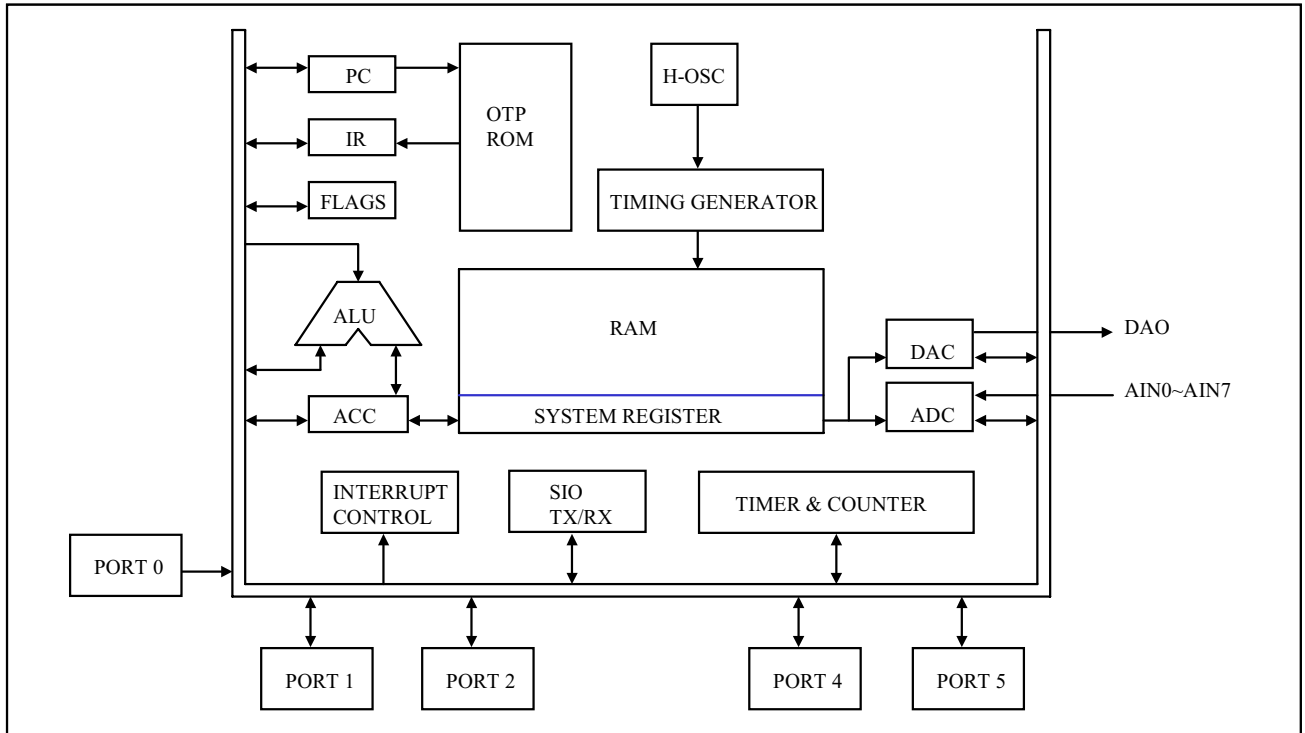 PC
H-OSC
OTP
ROM
IR
TIMING GENERATOR
FLAGS
ALU
RAM
DAC
DAO
AIN0~AIN7
ACC
SYSTEM REGISTER
ADC
INTERRUPT
CONTROL
SIO
TX/RX
TIMER & COUNTER
PORT 0
PORT 1
PORT 2
PORT 4
PORT 5